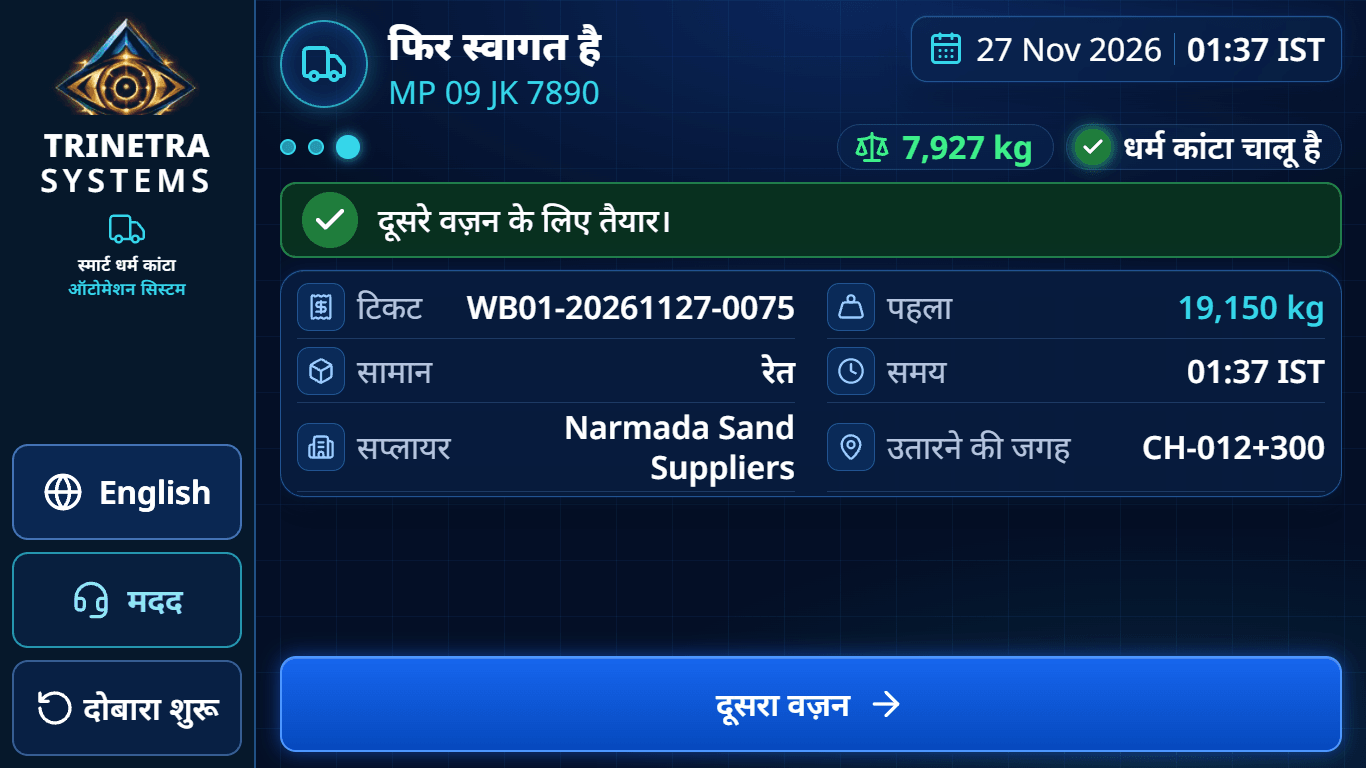 TRINETRA
SYSTEMS
स्मार्ट धर्म कांटा
ऑटोमेशन सिस्टम
English
मदद
दोबारा शुरू
फिर स्वागत है
MP 09 JK 7890
27 Nov 2026 01:37 IST
7,927 kg
धर्म कांटा चालू है
दूसरे वज़न के लिए तैयार।
टिकट WB01-20261127-0075
पहला 19,150 kg
सामान रेत
समय 01:37 IST
सप्लायर Narmada Sand
Suppliers
उतारने की जगह CH-012+300
दूसरा वज़न